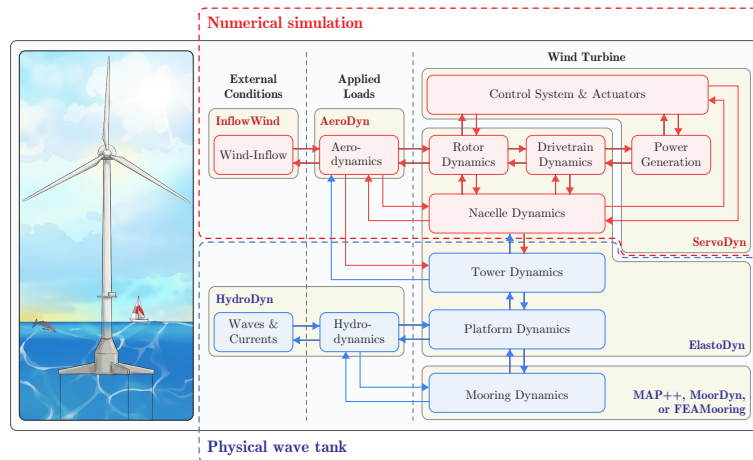 Numerical simulation
External
Conditions
Applied
Loads
Wind Turbine
Control System & Actuators
InflowWind
AeroDyn
Wind-Inflow
Aero-
dynamics
Rotor
Dynamics
Drivetrain
Dynamics
Power
Generation
Nacelle Dynamics
ServoDyn
Tower Dynamics
HydroDyn
Waves &
Currents
Hydro-
dynamics
Platform Dynamics
ElastoDyn
Mooring Dynamics
MAP++, MoorDyn,
or FEAMooring
Physical wave tank